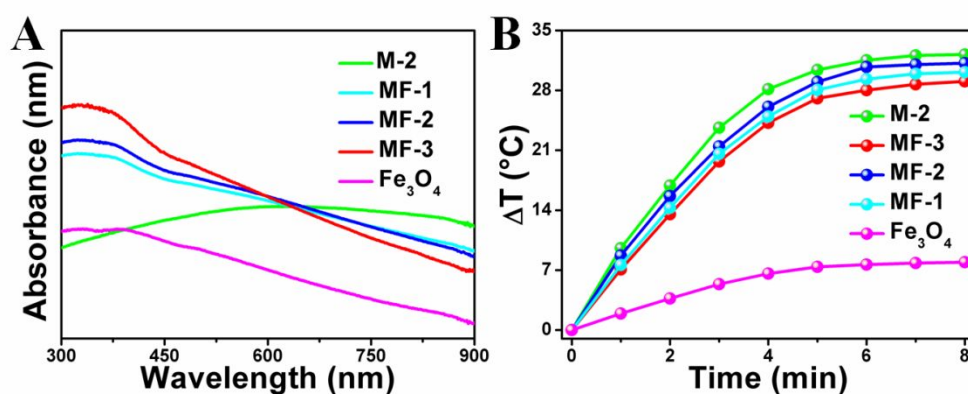 A
Absorbance (nm)
M-2
MF-1
MF-2
MF-3
Fe₃O₄
300 450 600 750 900
Wavelength (nm)
B
ΔT (°C)
35
28
21
14
7
0
M-2
MF-3
MF-2
MF-1
Fe₃O₄
0 2 4 6 8
Time (min)